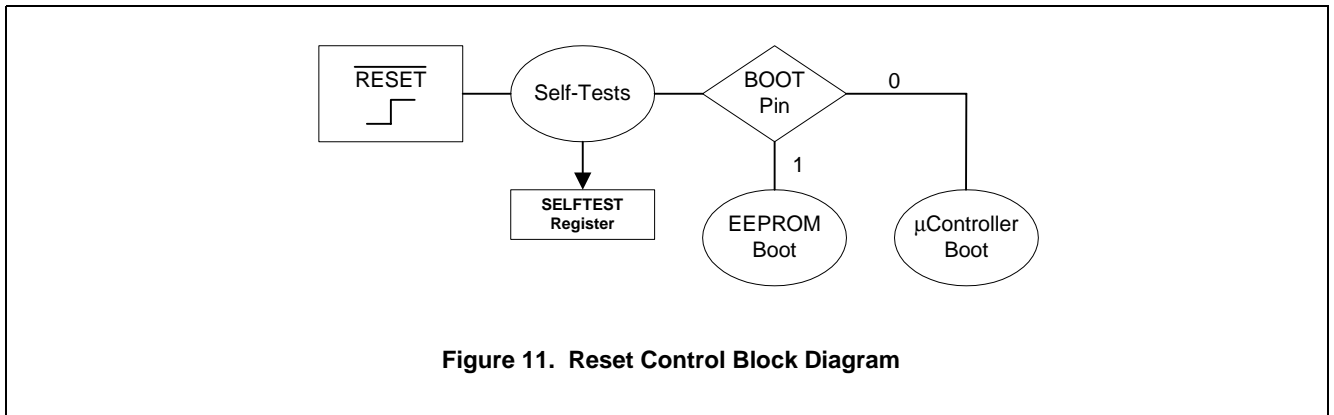 RESET
Self-Tests
BOOT
Pin
0
1
SELFTEST
Register
EEPROM
Boot
μController
Boot
Figure 11. Reset Control Block Diagram